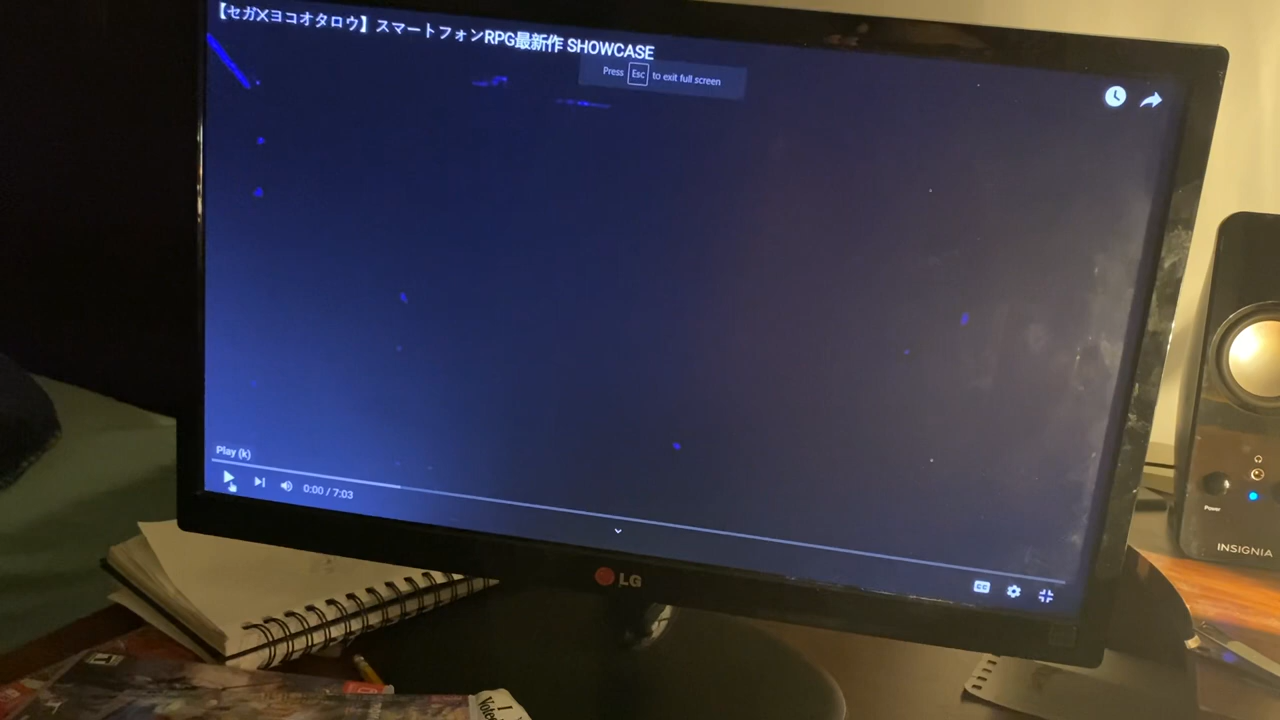 【セガ×ヨコオタロウ】スマートフォンRPG最新作 SHOWCASE
Press Esc to exit full screen
Play (k)
0:00 / 7:03
CC
LG
Power
INSIGNIA
T
I